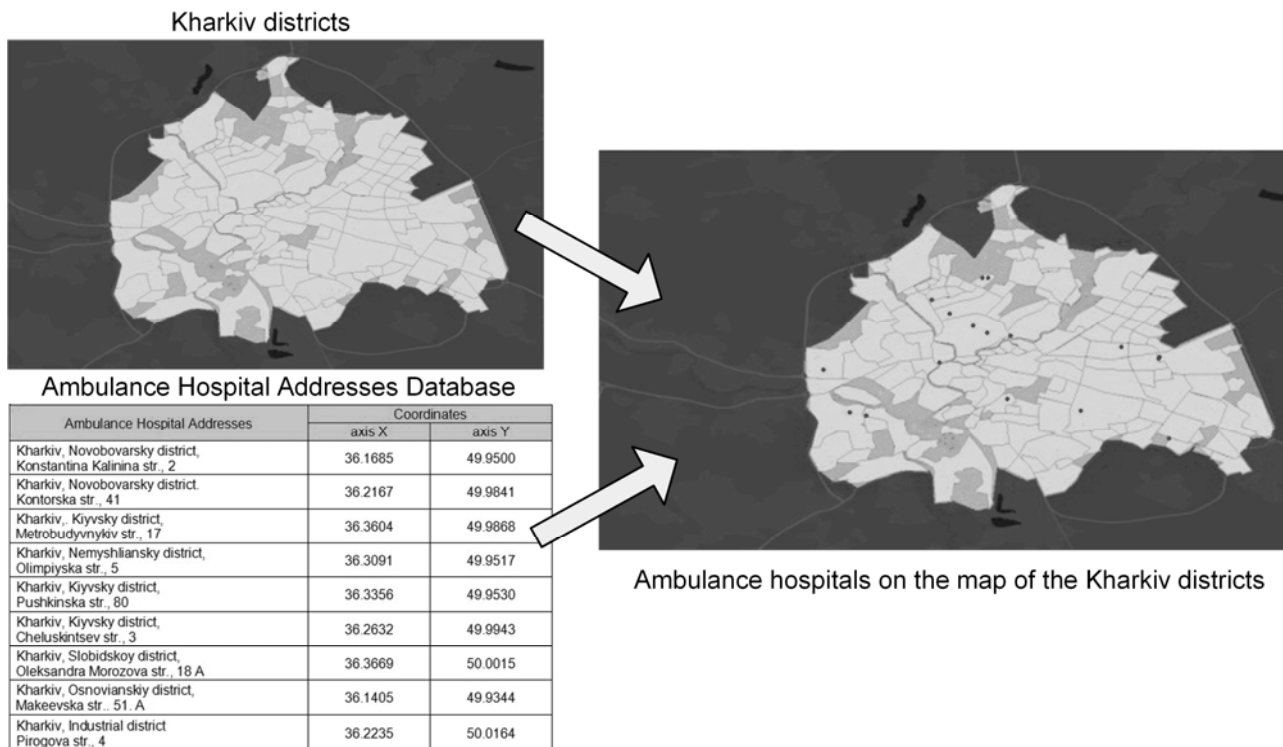 Kharkiv districts
Ambulance Hospital Addresses Database
Ambulance Hospital Addresses
Coordinates
axis X
axis Y
Kharkiv, Novobovarsky district,
Konstantina Kalinina str., 2
36.1685
49.9500
Kharkiv, Novobovarsky district.
Kontorska str., 41
36.2167
49.9841
Kharkiv,. Kiyvsky district,
Metrobudyvnykiv str., 17
36.3604
49.9868
Kharkiv, Nemyshliansky district,
Olimpiyska str., 5
36.3091
49.9517
Kharkiv, Kiyvsky district,
Pushkinska str., 80
36.3356
49.9530
Kharkiv, Kiyvsky district,
Cheluskintsev str., 3
36.2632
49.9943
Kharkiv, Slobidskoy district,
Oleksandra Morozova str., 18 A
36.3669
50.0015
Kharkiv, Osnovianskiy district,
Makeevska str.. 51. A
36.1405
49.9344
Kharkiv, Industrial district
Pirogova str., 4
36.2235
50.0164
Ambulance hospitals on the map of the Kharkiv districts